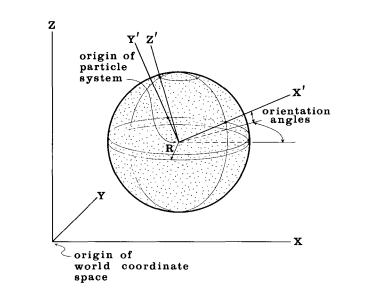 Z
Y′ Z′
origin of
particle
system
X′
orientation
angles
R
Y
X
origin of
world coordinate
space